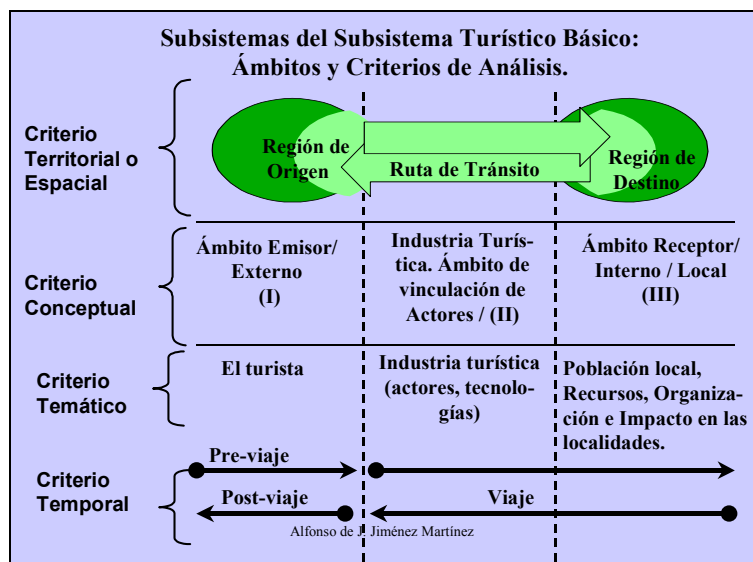 Subsistemas del Subsistema Turístico Básico:
Ámbitos y Criterios de Análisis.
Criterio
Territorial o
Espacial
Región de
Origen
Ruta de Tránsito
Región de
Destino
Criterio
Conceptual
Ámbito Emisor/
Externo
(I)
Industria Turís-
tica. Ámbito de
vinculación de
Actores / (II)
Ámbito Receptor/
Interno / Local
(III)
Criterio
Temático
El turista
Industria turística
(actores, tecnolo-
gías)
Población local,
Recursos, Organiza-
ción e Impacto en las
localidades.
Criterio
Temporal
Pre-viaje
Post-viaje
Viaje
Alfonso de J. Jiménez Martínez